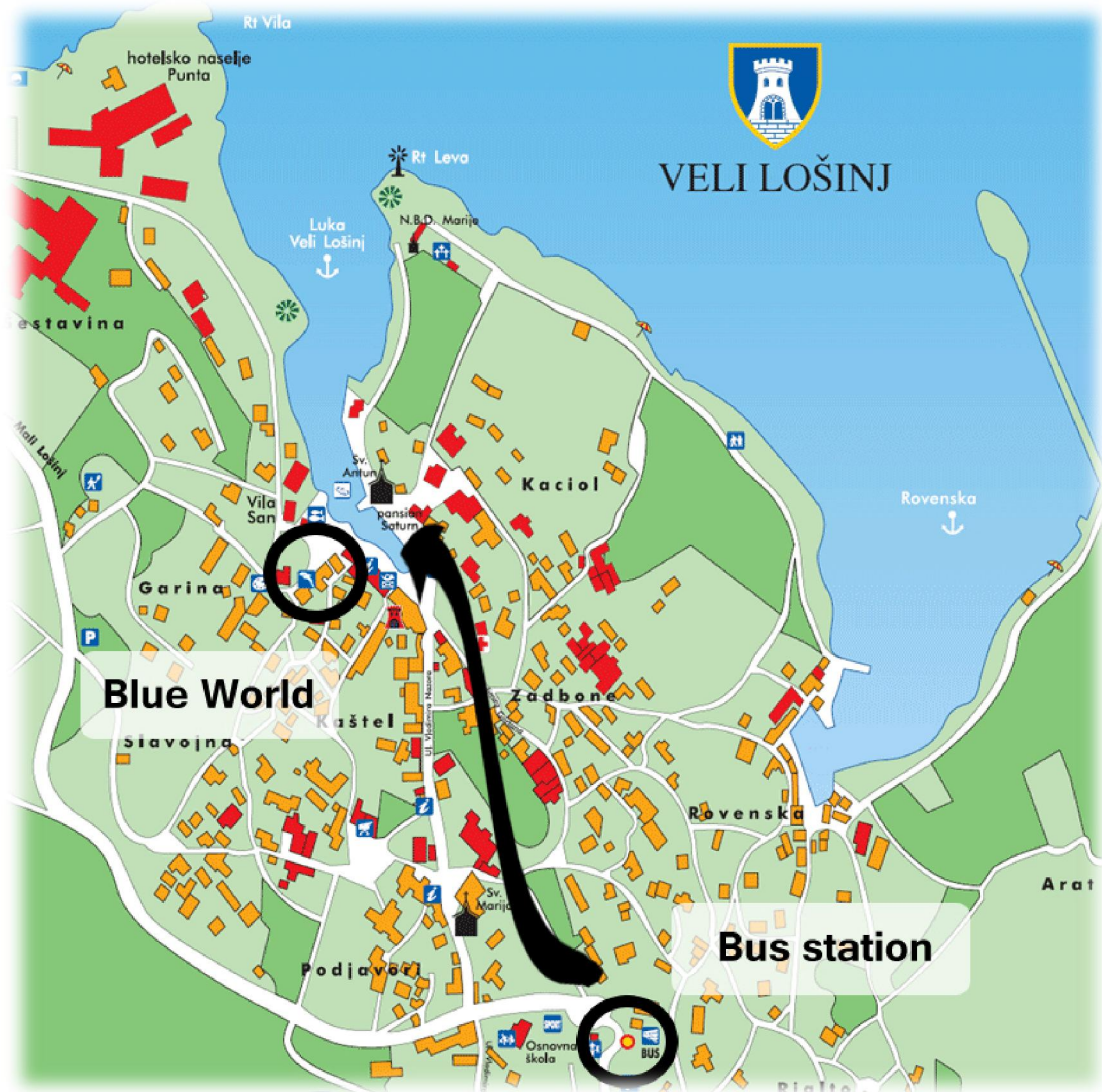 Rt Vila
hotelsko naselje
Punta
VELI LOŠINJ
Rt Leva
N.B.D. Marije
Luka
Veli Lošinj
Mali Lošinj
Kaciol
Sv.
Antun
pansion
Saturn
Rovenska
Vila
San
Garina
P
Blue World
Zadbone
Kaštel
Slavojna
Ul. Vladimira Nazora
Rovenska
Sv.
Marija
Arat
Bus station
Podjavori
SPORT
Osnovna
škola
BUS
Rialto